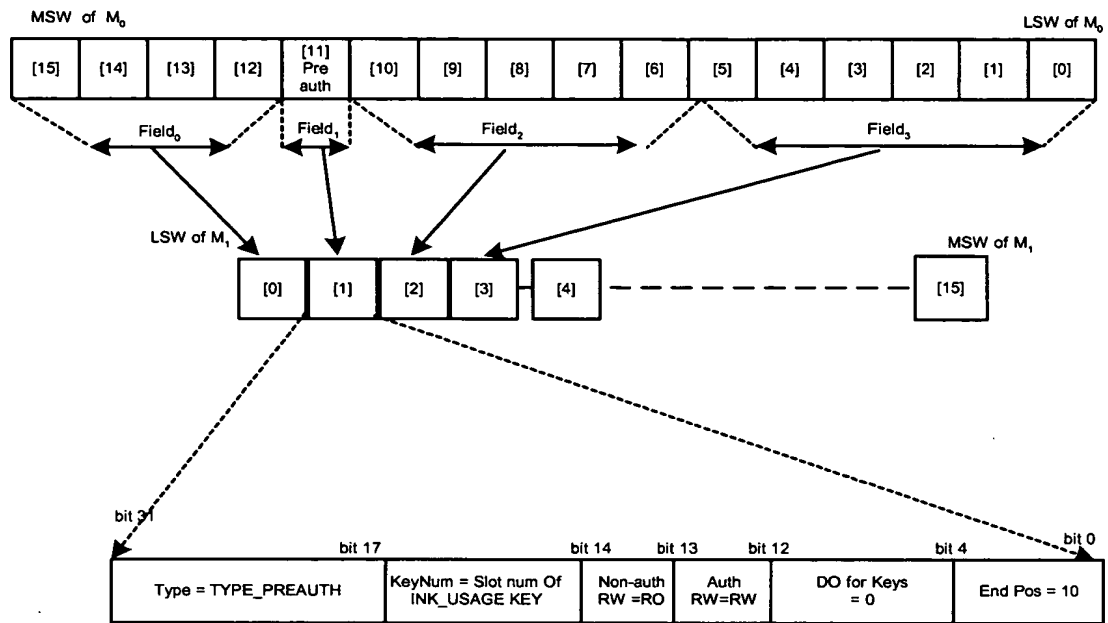 MSW of M0
LSW of M0
[15] [14] [13] [12] [11] Pre auth [10] [9] [8] [7] [6] [5] [4] [3] [2] [1] [0]
Field0 Field1 Field2 Field3
LSW of M1
MSW of M1
[0] [1] [2] [3] [4] [15]
bit 31
bit 17 bit 14 bit 13 bit 12 bit 4 bit 0
Type = TYPE_PREAUTH
KeyNum = Slot num Of
INK_USAGE KEY
Non-auth
RW =RO
Auth
RW=RW
DO for Keys
= 0
End Pos = 10